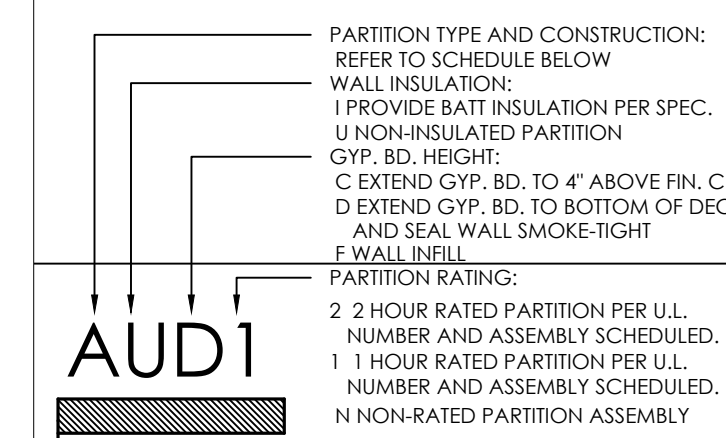 PARTITION TYPE AND CONSTRUCTION:
REFER TO SCHEDULE BELOW
WALL INSULATION:
I PROVIDE BATT INSULATION PER SPEC.
U NON-INSULATED PARTITION
GYP. BD. HEIGHT:
C EXTEND GYP. BD. TO 4" ABOVE FIN. C
D EXTEND GYP. BD. TO BOTTOM OF DEC
AND SEAL WALL SMOKE-TIGHT
F WALL INFILL
PARTITION RATING:
2 2 HOUR RATED PARTITION PER U.L.
NUMBER AND ASSEMBLY SCHEDULED.
1 1 HOUR RATED PARTITION PER U.L.
NUMBER AND ASSEMBLY SCHEDULED.
N NON-RATED PARTITION ASSEMBLY
AUD1